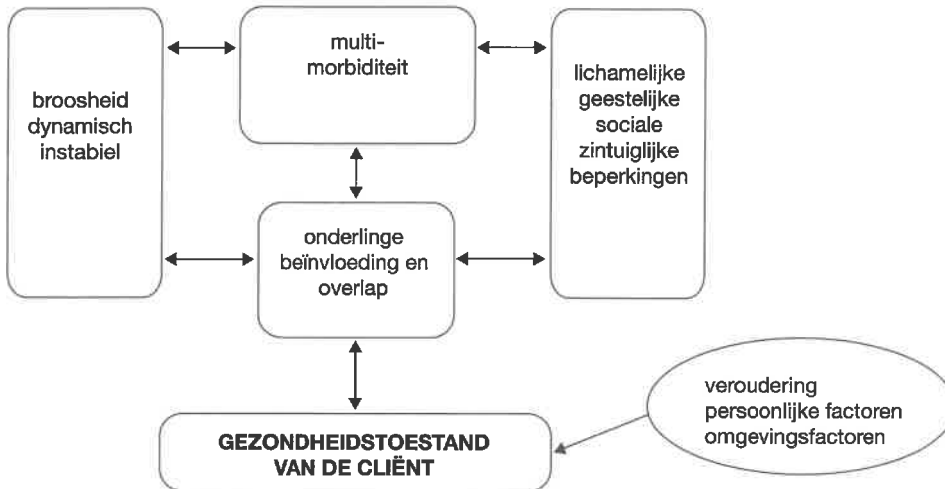 broosheid
dynamisch
instabiel
multi-
morbiditeit
lichamelijke
geestelijke
sociale
zintuiglijke
beperkingen
onderlinge
beïnvloeding en
overlap
GEZONDHEIDSTOESTAND
VAN DE CLIËNT
veroudering
persoonlijke factoren
omgevingsfactoren